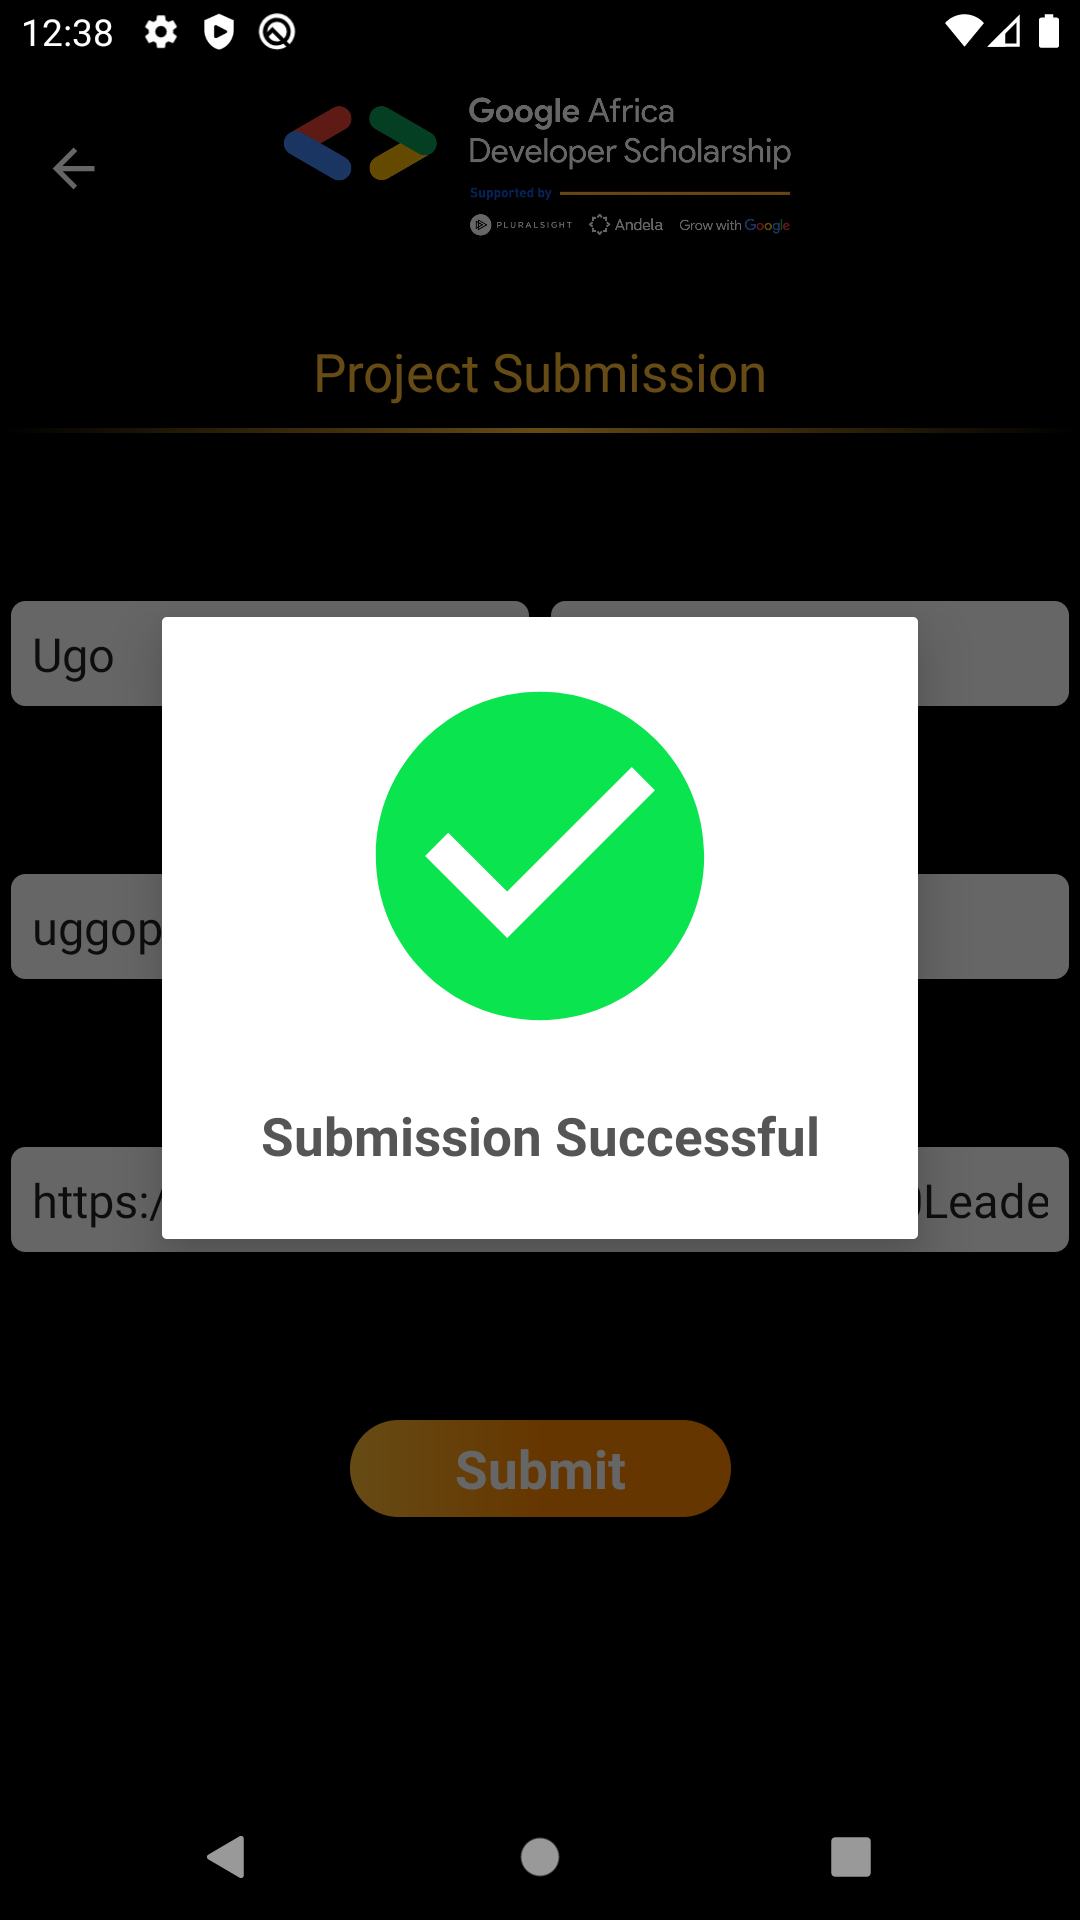 12:38
Google Africa
Developer Scholarship
Supported by
PLURALSIGHT Andela Grow with Google
Project Submission
Ugo
uggop
Submission Successful
https:/ Leade
Submit